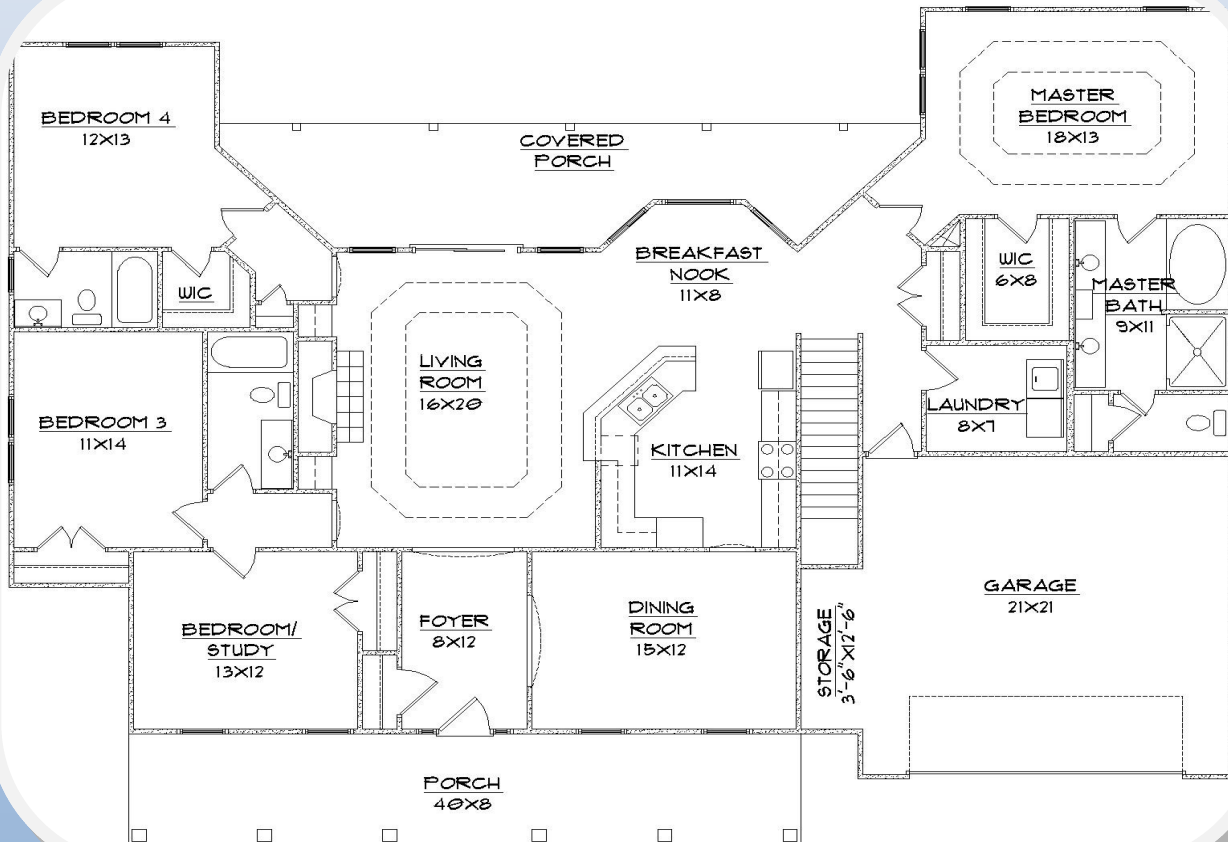 BEDROOM 4
12X13
COVERED
PORCH
MASTER
BEDROOM
18X13
WIC
BREAKFAST
NOOK
11X8
WIC
6X8
MASTER
BATH
9X11
BEDROOM 3
11X14
LIVING
ROOM
16X20
KITCHEN
11X14
LAUNDRY
8X7
BEDROOM/
STUDY
13X12
FOYER
8X12
DINING
ROOM
15X12
STORAGE
3'-6"X12'-6"
GARAGE
21X21
PORCH
40X8